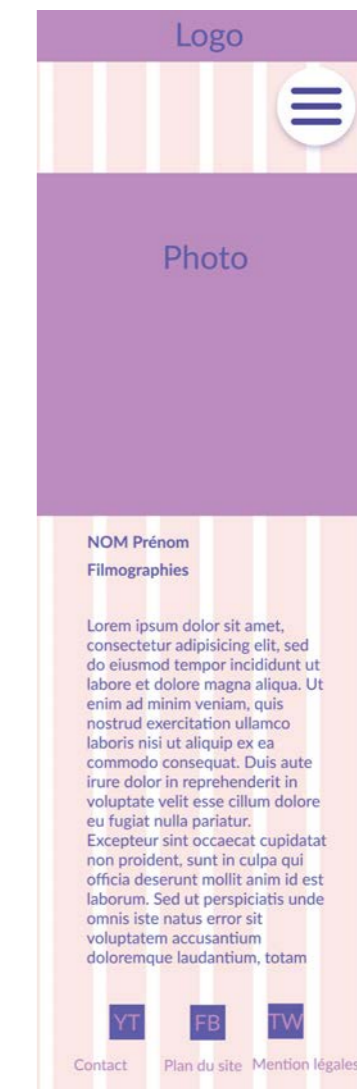 Logo
Photo
NOM Prénom
Filmographies
Lorem ipsum dolor sit amet,
consectetur adipisicing elit, sed
do eiusmod tempor incididunt ut
labore et dolore magna aliqua. Ut
enim ad minim veniam, quis
nostrud exercitation ullamco
laboris nisi ut aliquip ex ea
commodo consequat. Duis aute
irure dolor in reprehenderit in
voluptate velit esse cillum dolore
eu fugiat nulla pariatur.
Excepteur sint occaecat cupidatat
non proident, sunt in culpa qui
officia deserunt mollit anim id est
laborum. Sed ut perspiciatis unde
omnis iste natus error sit
voluptatem accusantium
doloremque laudantium, totam
YT FB TW
Contact Plan du site Mention légales